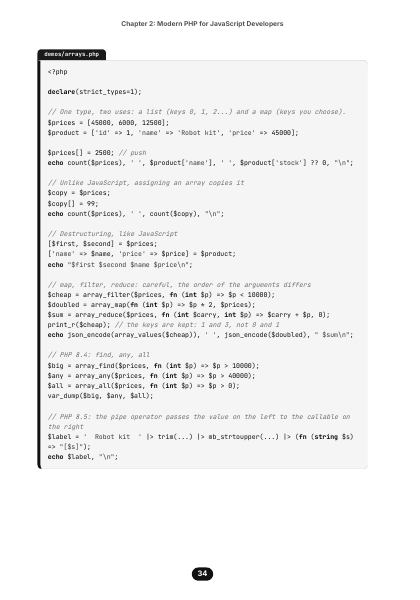 Chapter 2: Modern PHP for JavaScript Developers
demos/arrays.php
<?php
declare(strict_types=1);
// One type, two uses: a list (keys 0, 1, 2...) and a map (keys you choose).
$prices = [45000, 6000, 12500];
$product = ['id' => 1, 'name' => 'Robot kit', 'price' => 45000];
$prices[] = 2500; // push
echo count($prices), ' ', $product['name'], ' ', $product['stock'] ?? 0, "\n";
// Unlike JavaScript, assigning an array copies it
$copy = $prices;
$copy[] = 99;
echo count($prices), ' ', count($copy), "\n";
// Destructuring, like JavaScript
[$first, $second] = $prices;
['name' => $name, 'price' => $price] = $product;
echo "$first $second $name $price\n";
// map, filter, reduce: careful, the order of the arguments differs
$cheap = array_filter($prices, fn (int $p) => $p < 10000);
$doubled = array_map(fn (int $p) => $p * 2, $prices);
$sum = array_reduce($prices, fn (int $carry, int $p) => $carry + $p, 0);
print_r($cheap); // the keys are kept: 1 and 3, not 0 and 1
echo json_encode(array_values($cheap)), ' ', json_encode($doubled), " $sum\n";
// PHP 8.4: find, any, all
$big = array_find($prices, fn (int $p) => $p > 10000);
$any = array_any($prices, fn (int $p) => $p > 40000);
$all = array_all($prices, fn (int $p) => $p > 0);
var_dump($big, $any, $all);
// PHP 8.5: the pipe operator passes the value on the left to the callable on
the right
$label = '  Robot kit  ' |> trim(...) |> mb_strtoupper(...) |> (fn (string $s)
=> "[$s]");
echo $label, "\n";
34